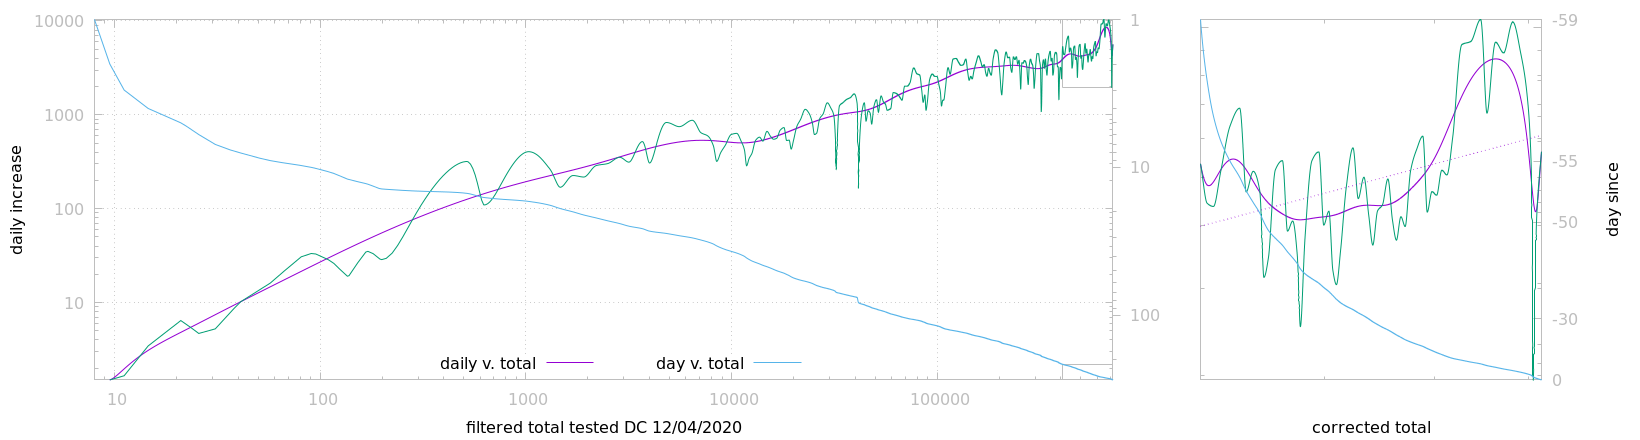 10000
1000
100
10
daily increase
10
100
1000
10000
100000
filtered total tested DC 12/04/2020
daily v. total
day v. total
1
10
100
-59
-55
-50
-30
0
day since
corrected total